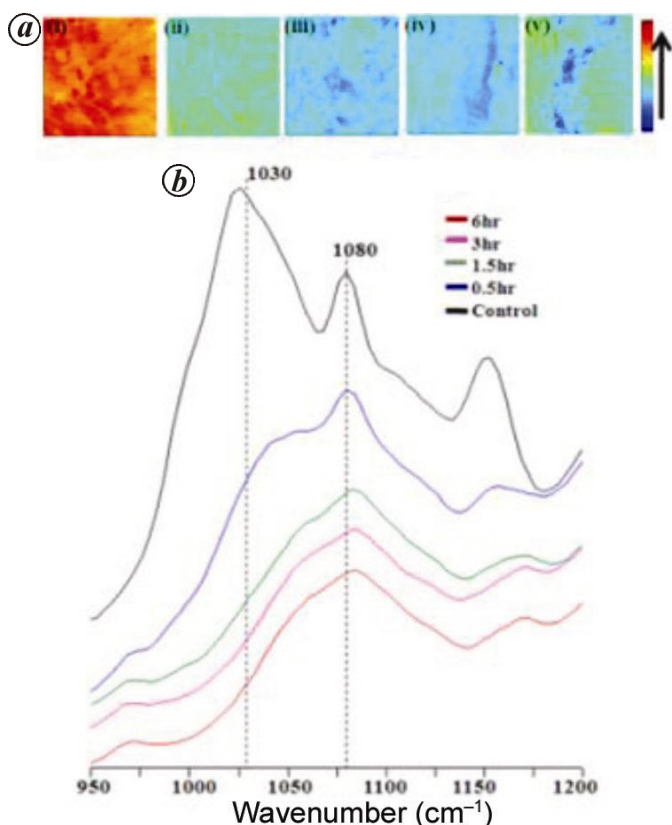 a (i) (ii) (iii) (iv) (v)
b
1030
1080
6hr
3hr
1.5hr
0.5hr
Control
950 1000 1050 1100 1150 1200
Wavenumber (cm⁻¹)